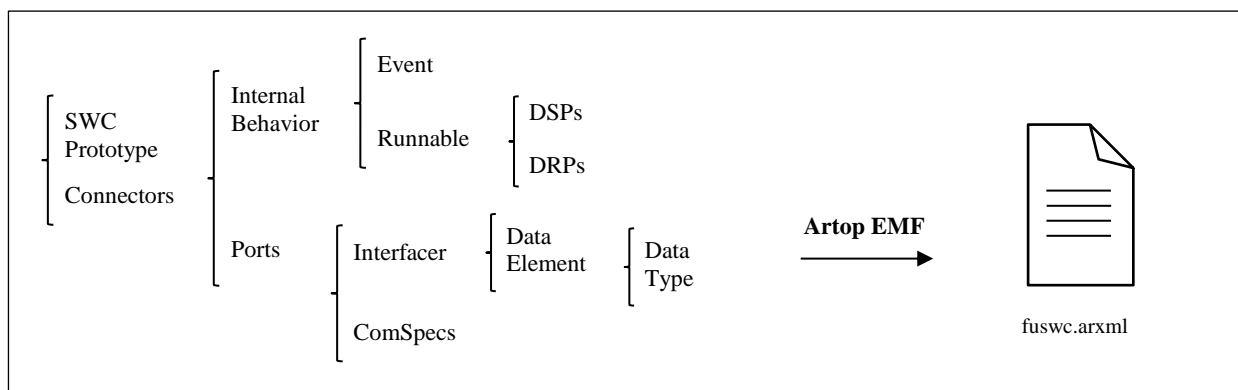 Event
Internal
Behavior
SWC
Prototype
DSPs
Runnable
DRPs
Connectors
Ports
Interfacer
Data
Element
Data
Type
ComSpecs
Artop EMF
fuswc.arxml